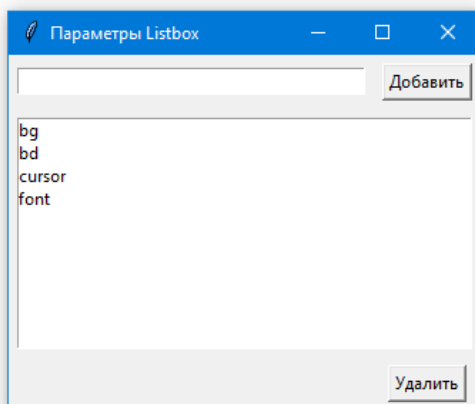 Параметры Listbox
Добавить
bg
bd
cursor
font
Удалить